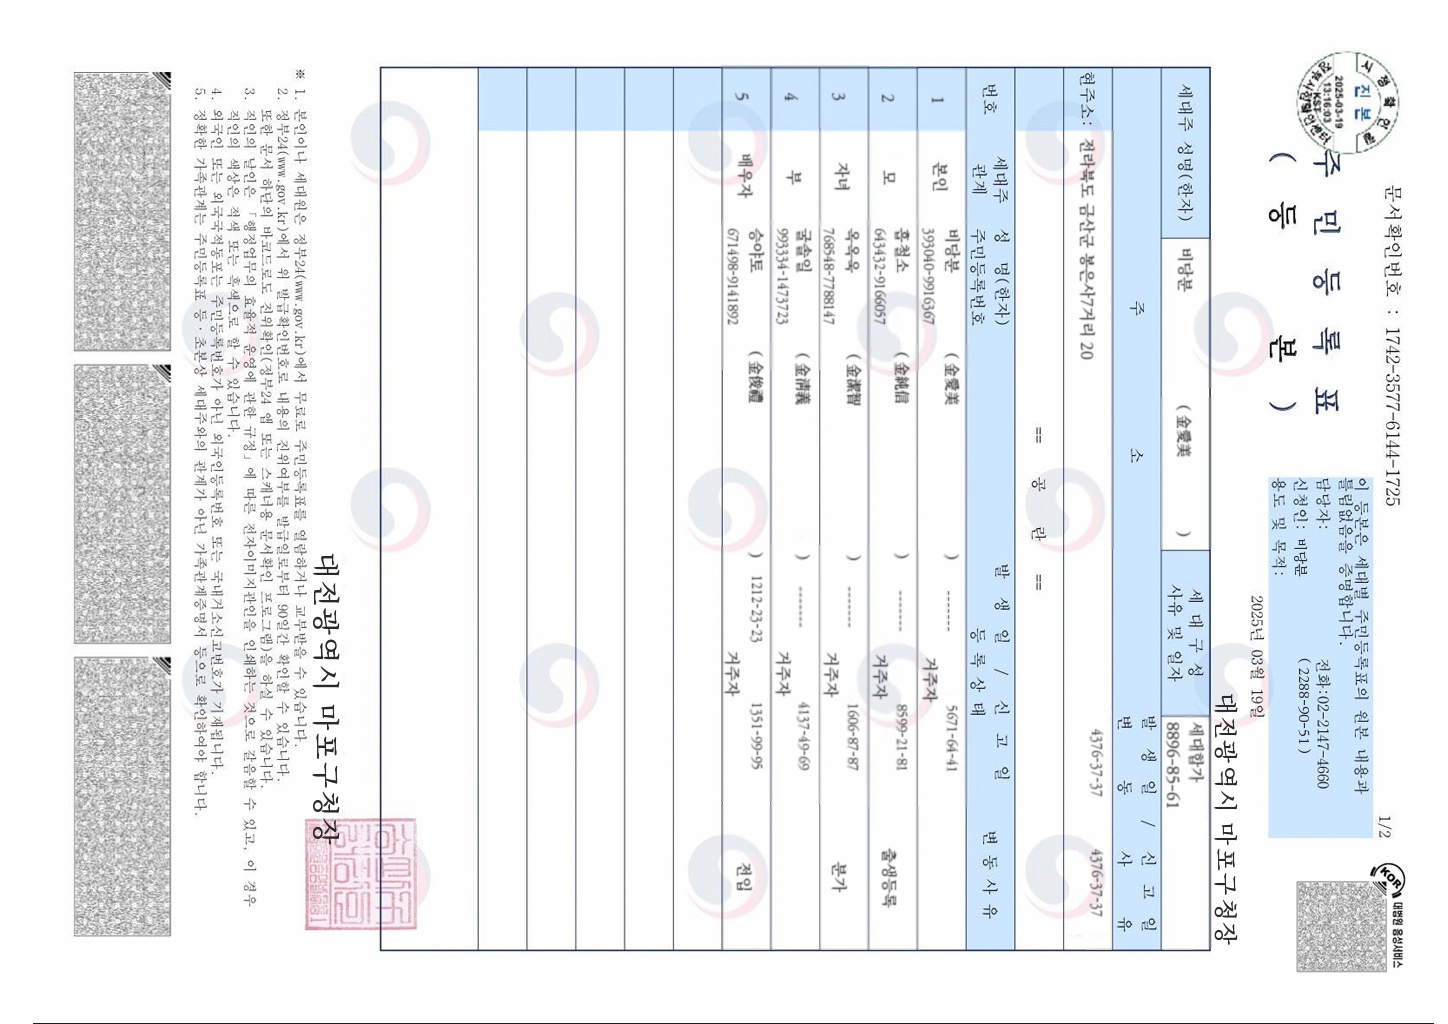 문서확인번호 : 1742-3577-6144-1725
1/2
시 점 확 인 필
진본
2025-03-19
13:16:03
KST
주 민 등 록 표
( 등 본 )
이 등본은 세대별 주민등록표의 원본 내용과
틀림없음을 증명합니다.
담당자: 전화:02-2147-4660
신청인: 비당분 (2288-90-51)
용도 및 목적:
2025년 03월 19일
KOR 대법원 음성서비스
대전광역시 마포구청장
세대주 성명(한자) 비당분 (金愛美) 세 대 구 성 사유 및 일자 세대합가 8896-85-61
주 소 발 생 일 / 신 고 일
변 동 사 유
현주소: 전라북도 금산군 봉은사7거리 20 4376-37-37 4376-37-37
== 공 란 ==
번호 세대주 관계 성 명(한자) 주민등록번호 발 생 일 / 신 고 일 등 록 상 태 변 동 사 유
1 본인 비당분 (金愛美) ------- 5671-64-41
393040-9916367 거주자
2 모 흡철소 (金純信) ------- 8599-21-81 출생등록
643432-9166057 거주자
3 자녀 옥옥옥 (金潔智) ------- 1606-87-87 분가
768548-7788147 거주자
4 부 굴솔일 (金淸義) ------- 4137-49-69
993334-1473723 거주자
5 배우자 승아토 (金俊禮) 1212-23-23 1351-99-95 전입
671498-9141892 거주자
대전광역시 마포구청장
※ 1. 본인이나 세대원은 정부24(www.gov.kr)에서 무료로 주민등록표를 열람하거나 교부받을 수 있습니다.
2. 정부24(www.gov.kr)에서 위 발급확인번호로 내용의 진위여부를 발급일로부터 90일간 확인할 수 있습니다.
또한 문서 하단의 바코드로도 진위확인(정부24 앱 또는 스캐너용 문서확인 프로그램)을 하실 수 있습니다.
3. 직인의 날인은 「행정업무의 효율적 운영에 관한 규정」에 따른 전자이미지관인을 인쇄하는 것으로 갈음할 수 있고, 이 경우
직인의 색상은 적색 또는 흑색으로 할 수 있습니다.
4. 외국인 또는 외국국적동포는 주민등록번호가 아닌 외국인등록번호 또는 국내거소신고번호가 기재됩니다.
5. 정확한 가족관계는 주민등록표 등·초본상 세대주와의 관계가 아닌 가족관계증명서 등으로 확인하여야 합니다.